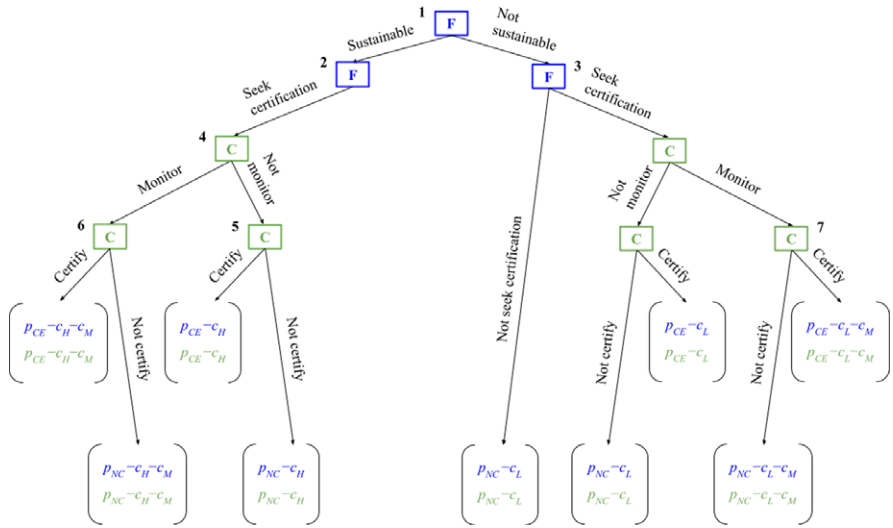 1
F
Sustainable
Not
sustainable
2
F
3
F
Seek
certification
Seek
certification
4
C
C
Monitor
Not
monitor
Not
monitor
Monitor
6
C
5
C
C
7
C
Certify
Certify
Not seek certification
Certify
Certify
p_CE−c_H−c_M
p_CE−c_H−c_M
Not certify
p_CE−c_H
p_CE−c_H
Not certify
Not certify
p_CE−c_L
p_CE−c_L
Not certify
p_CE−c_L−c_M
p_CE−c_L−c_M
p_NC−c_H−c_M
p_NC−c_H−c_M
p_NC−c_H
p_NC−c_H
p_NC−c_L
p_NC−c_L
p_NC−c_L
p_NC−c_L
p_NC−c_L−c_M
p_NC−c_L−c_M